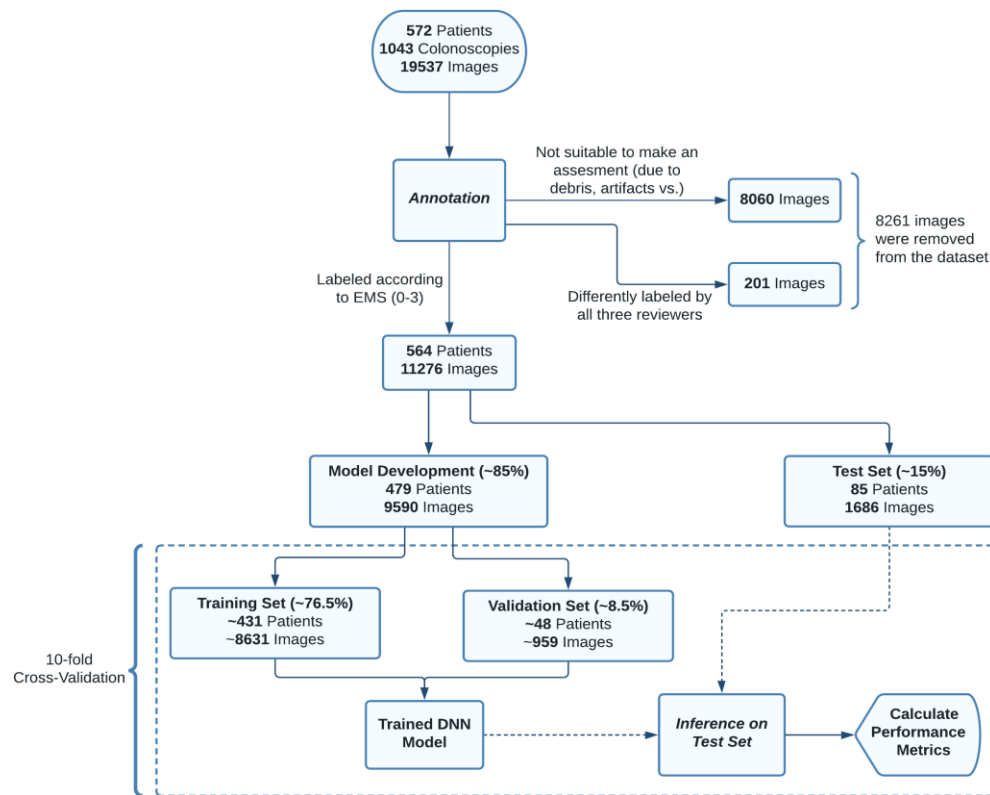 572 Patients
1043 Colonoscopies
19537 Images
Annotation
Not suitable to make an
assesment (due to
debris, artifacts vs.)
8060 Images
8261 images
were removed
from the dataset
201 Images
Differently labeled by
all three reviewers
Labeled according
to EMS (0-3)
564 Patients
11276 Images
Model Development (~85%)
479 Patients
9590 Images
Test Set (~15%)
85 Patients
1686 Images
10-fold
Cross-Validation
Training Set (~76.5%)
~431 Patients
~8631 Images
Validation Set (~8.5%)
~48 Patients
~959 Images
Trained DNN
Model
Inference on
Test Set
Calculate
Performance
Metrics